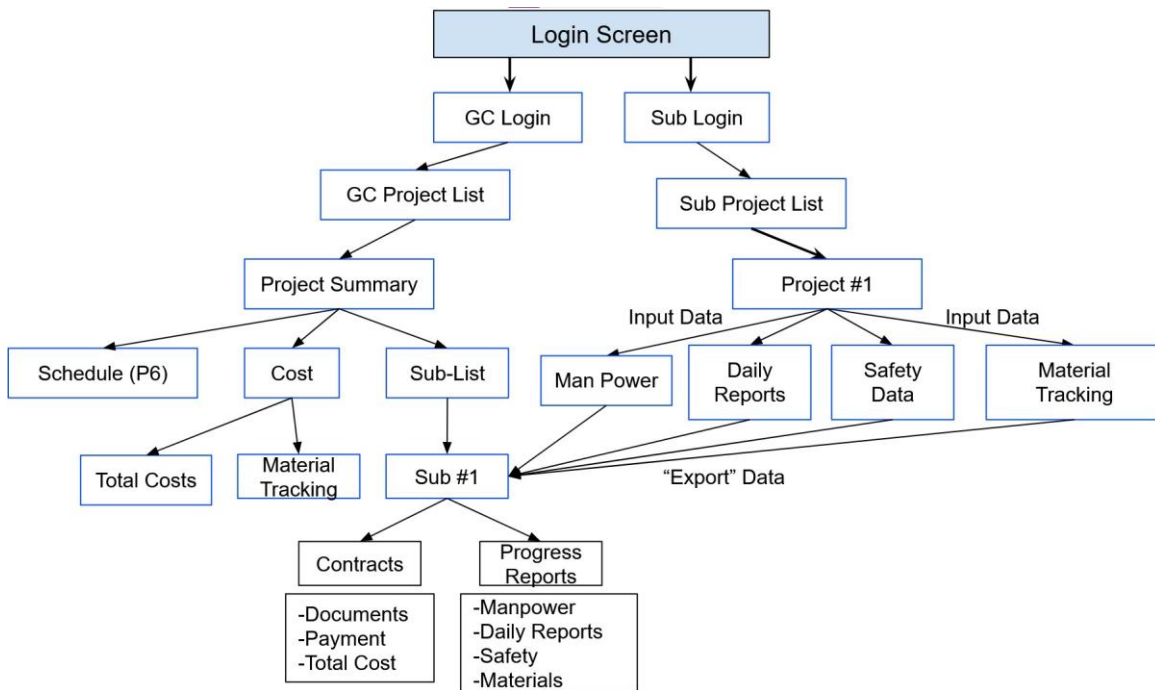 Login Screen
GC Login
Sub Login
GC Project List
Sub Project List
Project Summary
Project #1
Input Data
Input Data
Schedule (P6)
Cost
Sub-List
Man Power
Daily
Reports
Safety
Data
Material
Tracking
Total Costs
Material
Tracking
Sub #1
“Export” Data
Contracts
Progress
Reports
-Documents
-Payment
-Total Cost
-Manpower
-Daily Reports
-Safety
-Materials